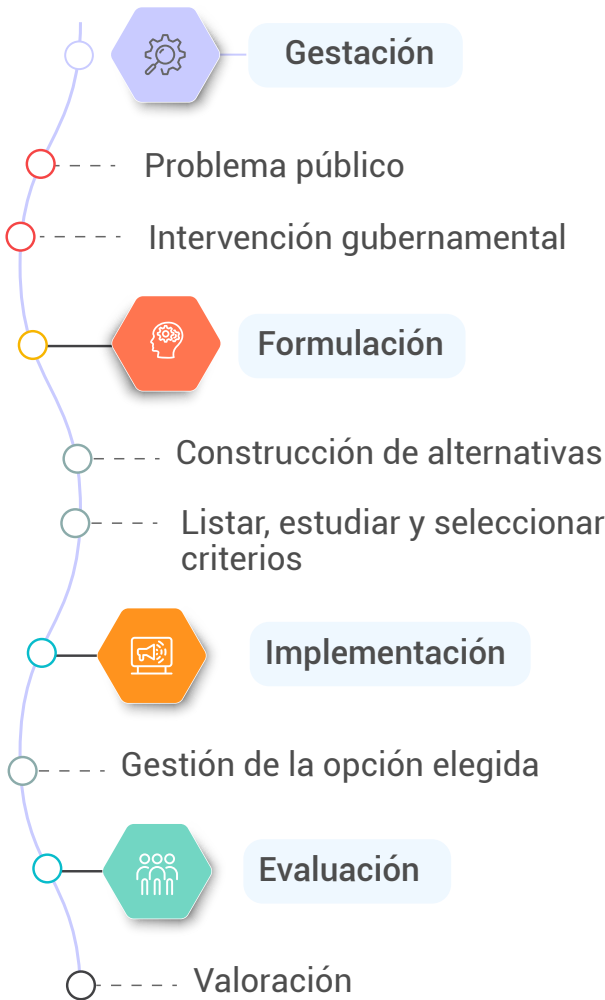 Gestación
Problema público
Intervención gubernamental
Formulación
Construcción de alternativas
Listar, estudiar y seleccionar
criterios
Implementación
Gestión de la opción elegida
Evaluación
Valoración